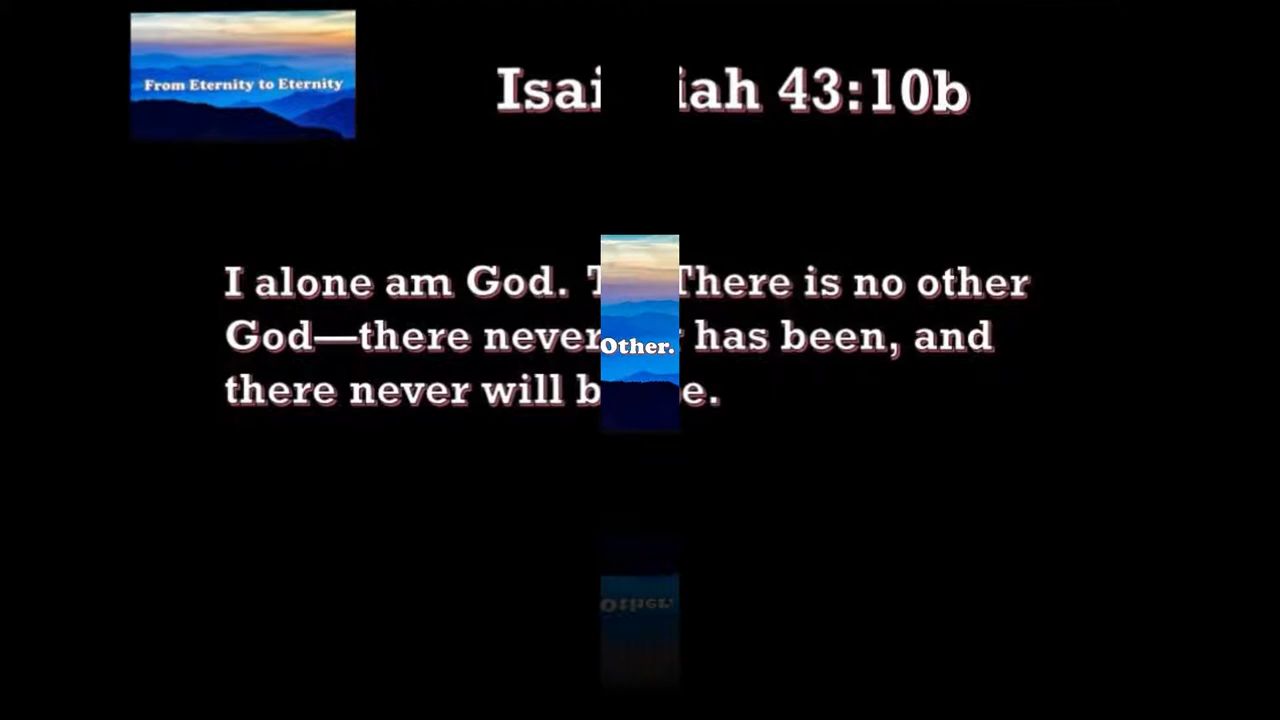 From Eternity to Eternity
Isai iah 43:10b
I alone am God. T There is no other
God—there never r has been, and
Other.
there never will b e.
Other.